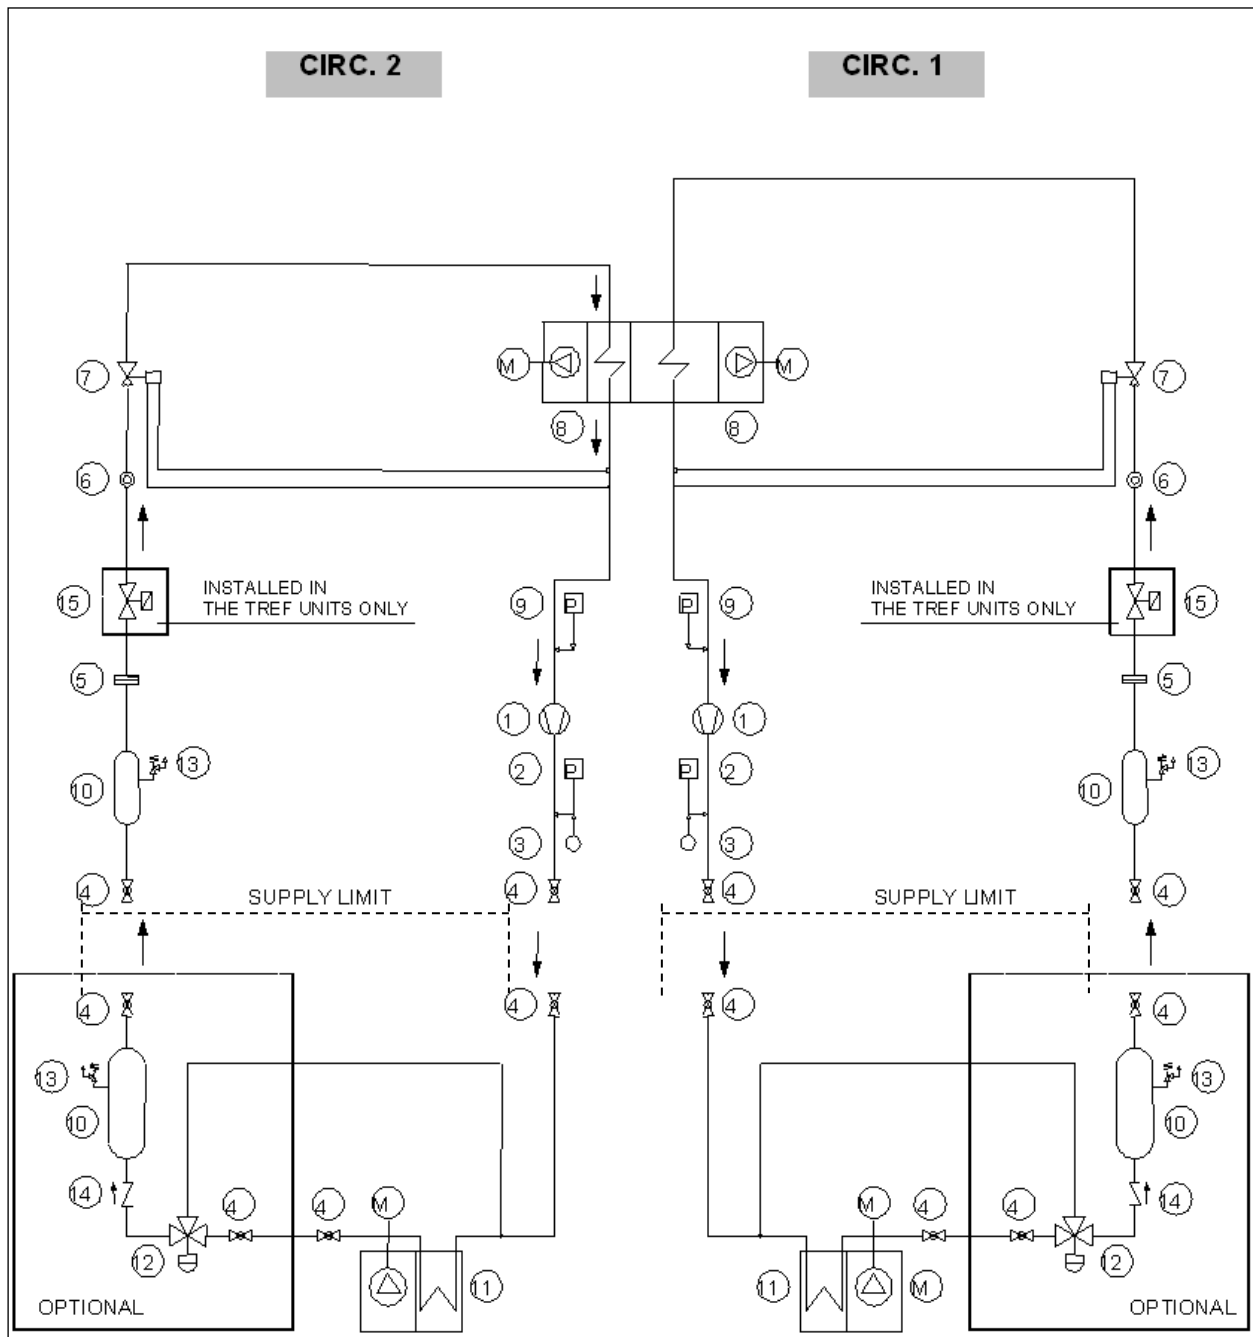 CIRC. 2 CIRC. 1
M M
7 7
8 8
6 6
INSTALLED IN
THE TREF UNITS ONLY
INSTALLED IN
THE TREF UNITS ONLY
15 9 P P 9 15
5 5
1 1
13 2 P P 2 13
10 10
3 3
4 4 4 4
SUPPLY LIMIT SUPPLY LIMIT
4 4 4 4
13 13
10 10
14 4 4 M M 4 4 14
12 12
11 11 M
OPTIONAL OPTIONAL